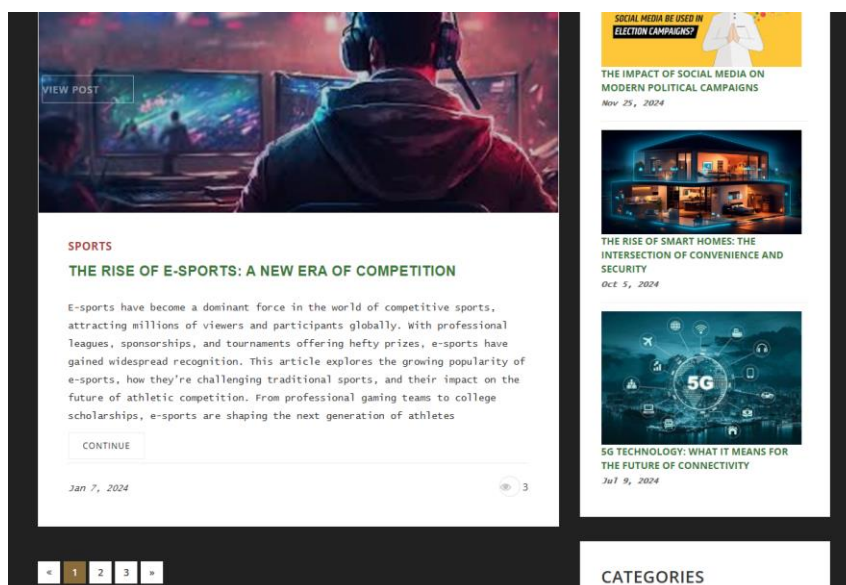 VIEW POST
SPORTS
THE RISE OF E-SPORTS: A NEW ERA OF COMPETITION
E-sports have become a dominant force in the world of competitive sports,
attracting millions of viewers and participants globally. With professional
leagues, sponsorships, and tournaments offering hefty prizes, e-sports have
gained widespread recognition. This article explores the growing popularity of
e-sports, how they're challenging traditional sports, and their impact on the
future of athletic competition. From professional gaming teams to college
scholarships, e-sports are shaping the next generation of athletes
CONTINUE
Jan 7, 2024
3
« 1 2 3 »
SOCIAL MEDIA BE USED IN
ELECTION CAMPAIGNS?
THE IMPACT OF SOCIAL MEDIA ON
MODERN POLITICAL CAMPAIGNS
Nov 25, 2024
THE RISE OF SMART HOMES: THE
INTERSECTION OF CONVENIENCE AND
SECURITY
Oct 5, 2024
5G
5G TECHNOLOGY: WHAT IT MEANS FOR
THE FUTURE OF CONNECTIVITY
Jul 9, 2024
CATEGORIES